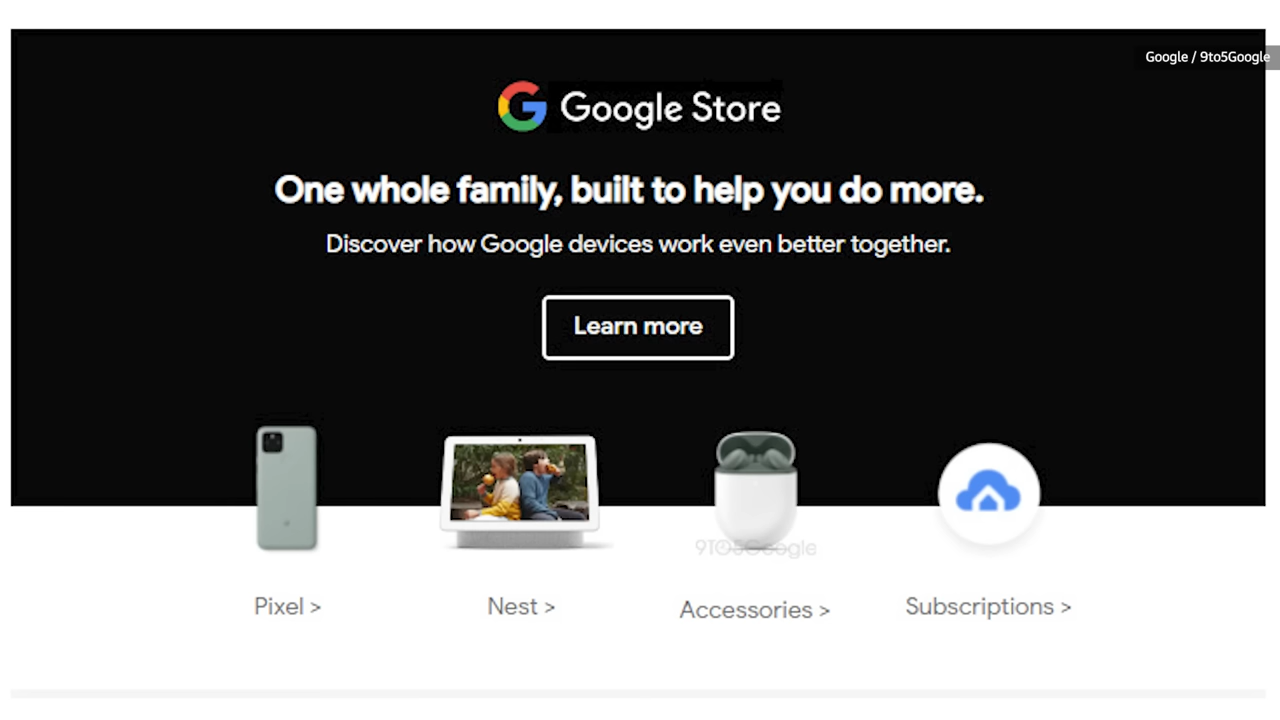 Google / 9to5Google
Google Store
One whole family, built to help you do more.
Discover how Google devices work even better together.
Learn more
9TO5Google
Pixel >
Nest >
Accessories >
Subscriptions >